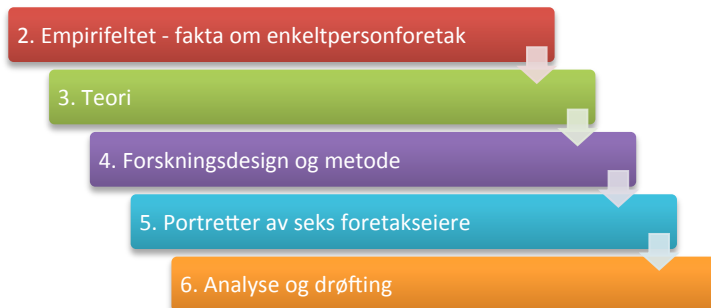 2. Empirifeltet - fakta om enkeltpersonforetak
3. Teori
4. Forskningsdesign og metode
5. Portretter av seks foretakseiere
6. Analyse og drøfting